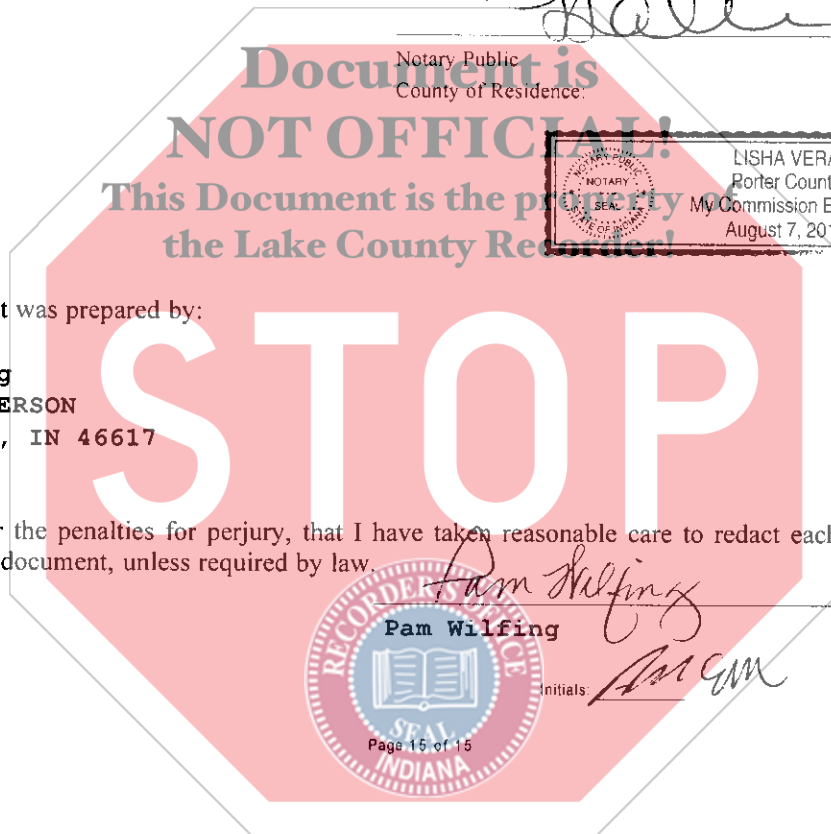 Document is
NOT OFFICIAL!
This Document is the property of
the Lake County Recorder!
STOP
Notary Public
County of Residence:
NOTARY PUBLIC
NOTARY
SEAL
STATE OF INDIANA
LISHA VERA
Porter Count
My Commission E
August 7, 201
t was prepared by:
g
ERSON
, IN 46617
r the penalties for perjury, that I have taken reasonable care to redact each
document, unless required by law.
Pam Wilfing
Pam Wilfing
Initials:
RECORDER'S OFFICE
SEAL
INDIANA
Page 15 of 15